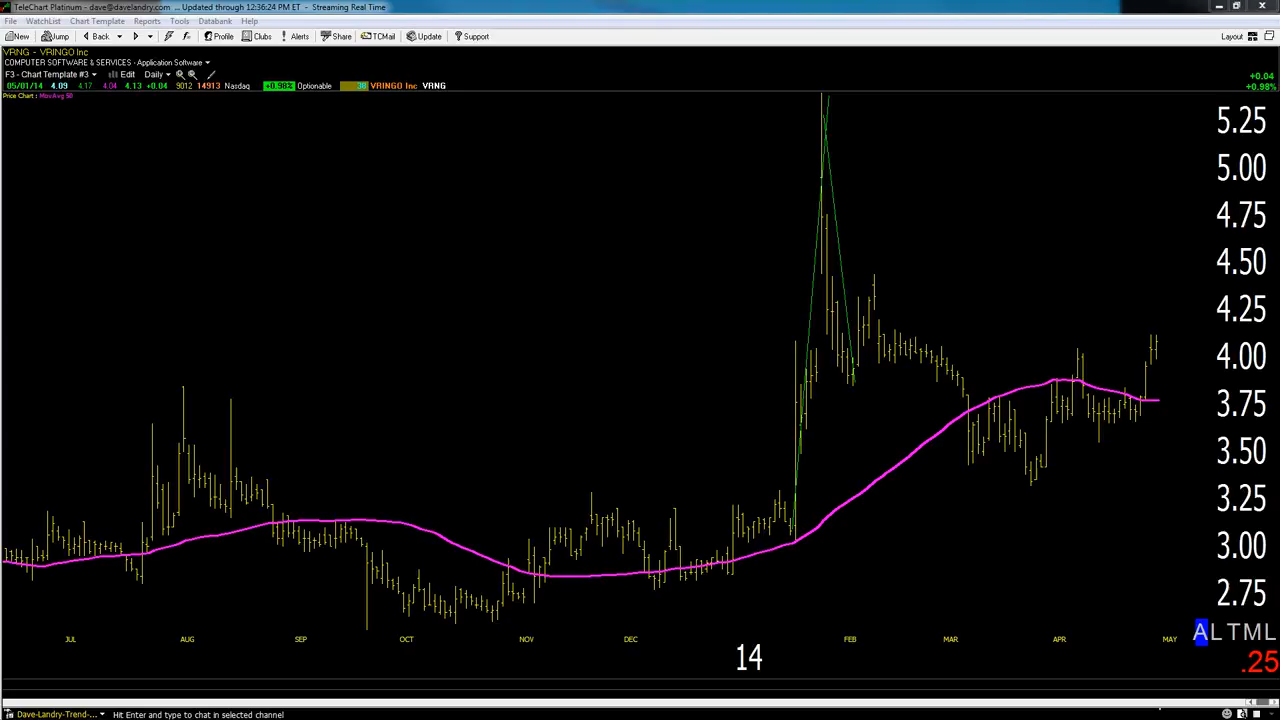 TeleChart Platinum - dave@davelandry.com ... Updated through 12:36:24 PM ET - Streaming Real Time
File WatchList Chart Template Reports Tools Databank Help
New Jump Back Edit Profile Clubs Alerts Share TCMail Update Support Layout
VRNG - VRINGO Inc
COMPUTER SOFTWARE & SERVICES - Application Software
F3 - Chart Template #3 Edit Daily
+0.04
05/01/14 4.09 4.17 4.04 4.13 +0.04 9012 14913 Nasdaq +0.98% Optionable 30 VRINGO Inc VRNG
+0.98%
Price Chart : MovAvg 50
5.25
5.00
4.75
4.50
4.25
4.00
3.75
3.50
3.25
3.00
2.75
JUL AUG SEP OCT NOV DEC 14 FEB MAR APR MAY
ALTML
.25
Dave-Landry-Trend-... Hit Enter and type to chat in selected channel